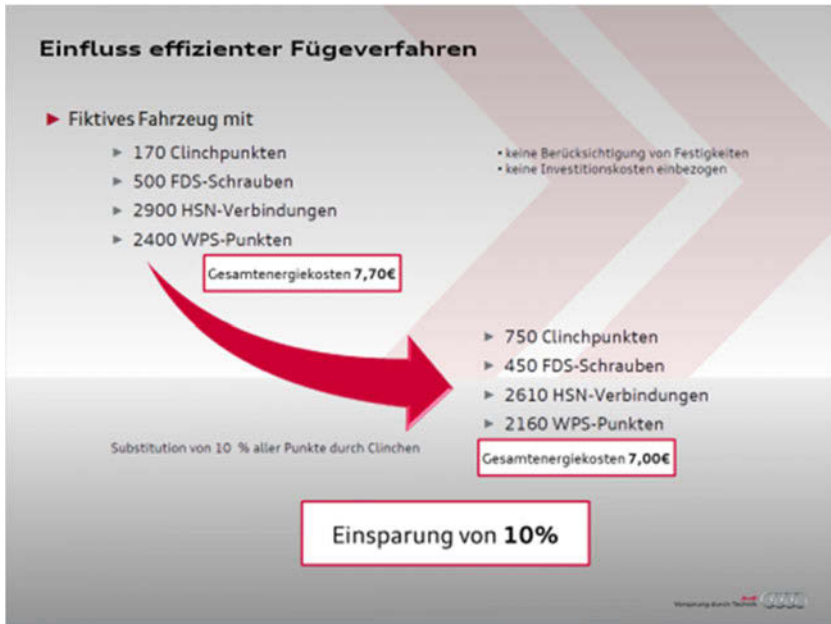 Einfluss effizienter Fügeverfahren
Fiktives Fahrzeug mit
170 Clinchpunkten
500 FDS-Schrauben
2900 HSN-Verbindungen
2400 WPS-Punkten
Gesamtenergiekosten 7,70€
• keine Berücksichtigung von Festigkeiten
• keine Investitionskosten einbezogen
750 Clinchpunkten
450 FDS-Schrauben
2610 HSN-Verbindungen
2160 WPS-Punkten
Gesamtenergiekosten 7,00€
Substitution von 10 % aller Punkte durch Clinchen
Einsparung von 10%
Vorsprung durch Technik Audi